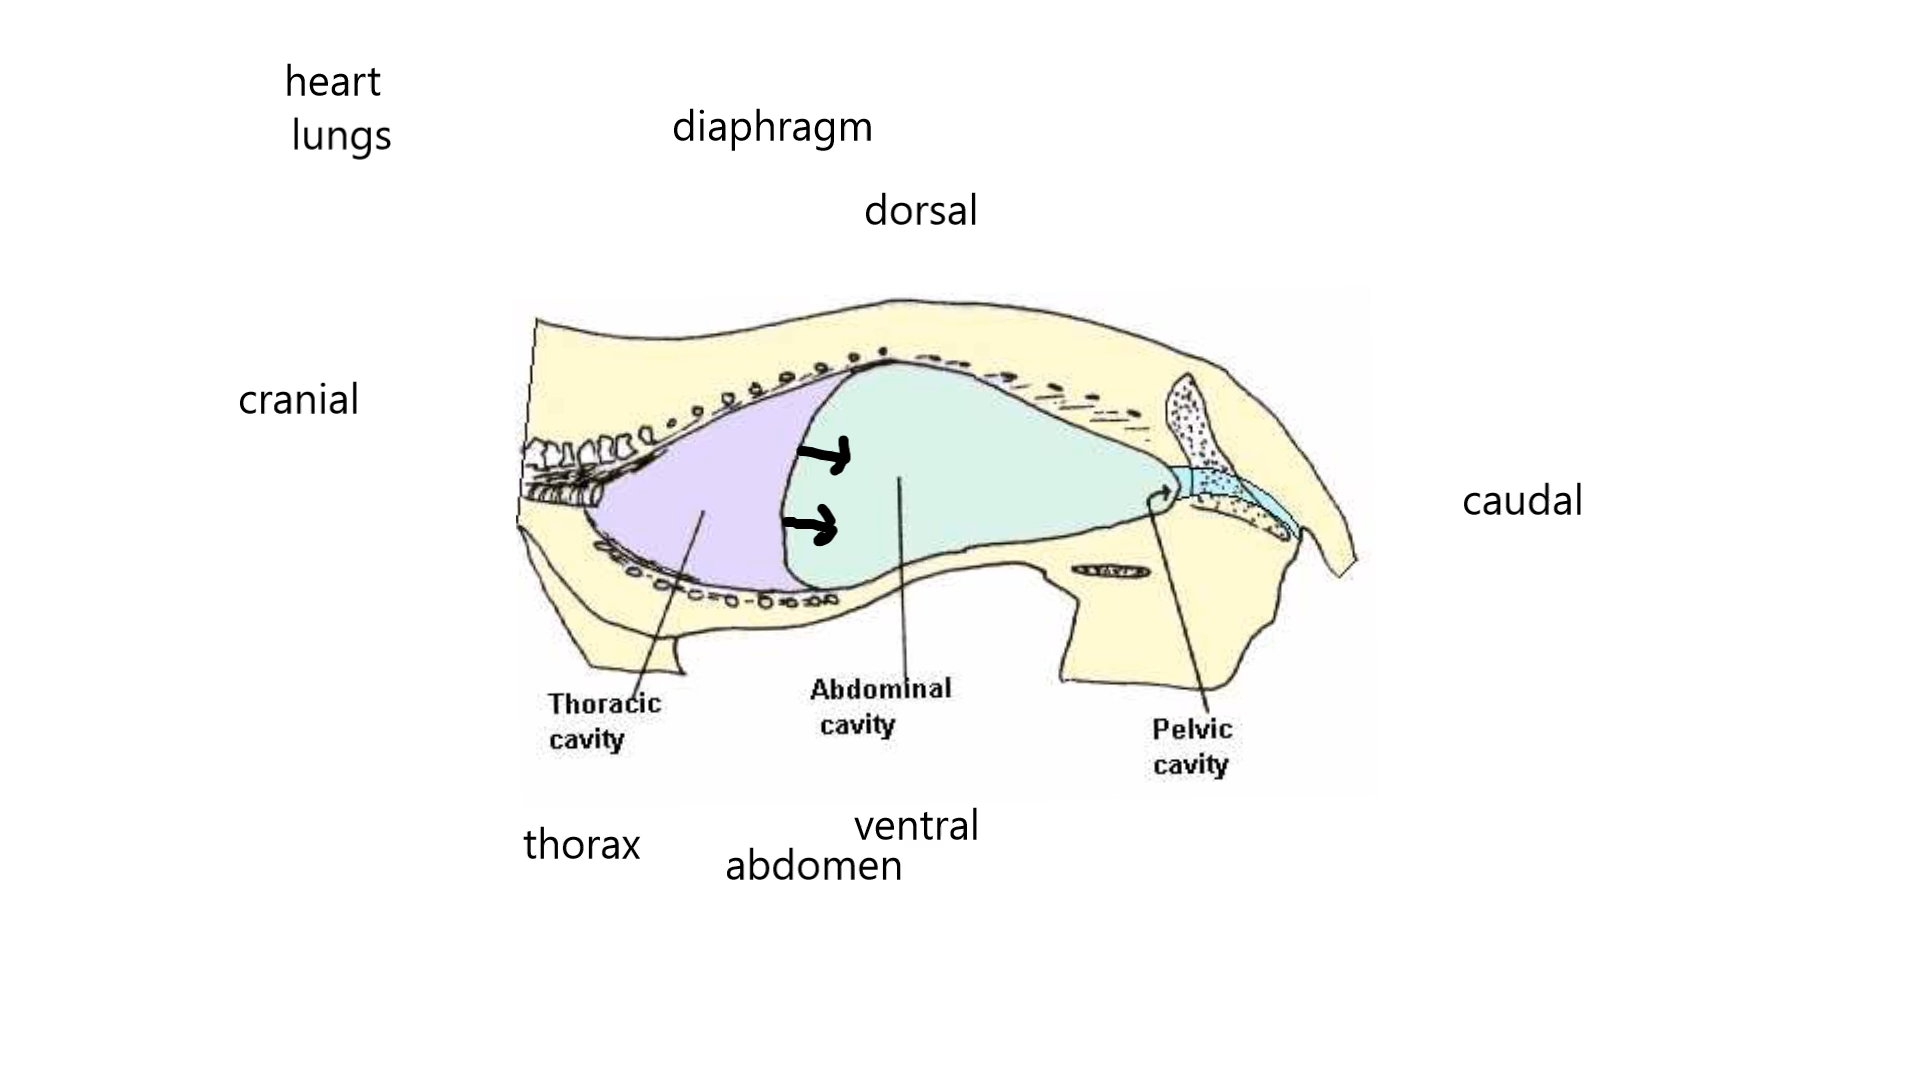 heart
lungs
diaphragm
dorsal
cranial
caudal
Thoracic
cavity
Abdominal
cavity
Pelvic
cavity
thorax
ventral
abdomen